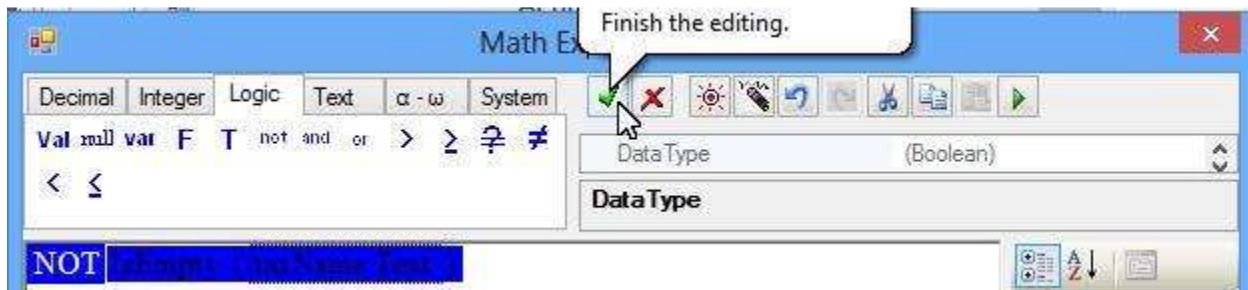 Math Ex
Finish the editing.
Decimal Integer Logic Text α - ω System
Val null var F T not and or > ≥ ≠
< ≤
DataType (Boolean)
DataType
NOT